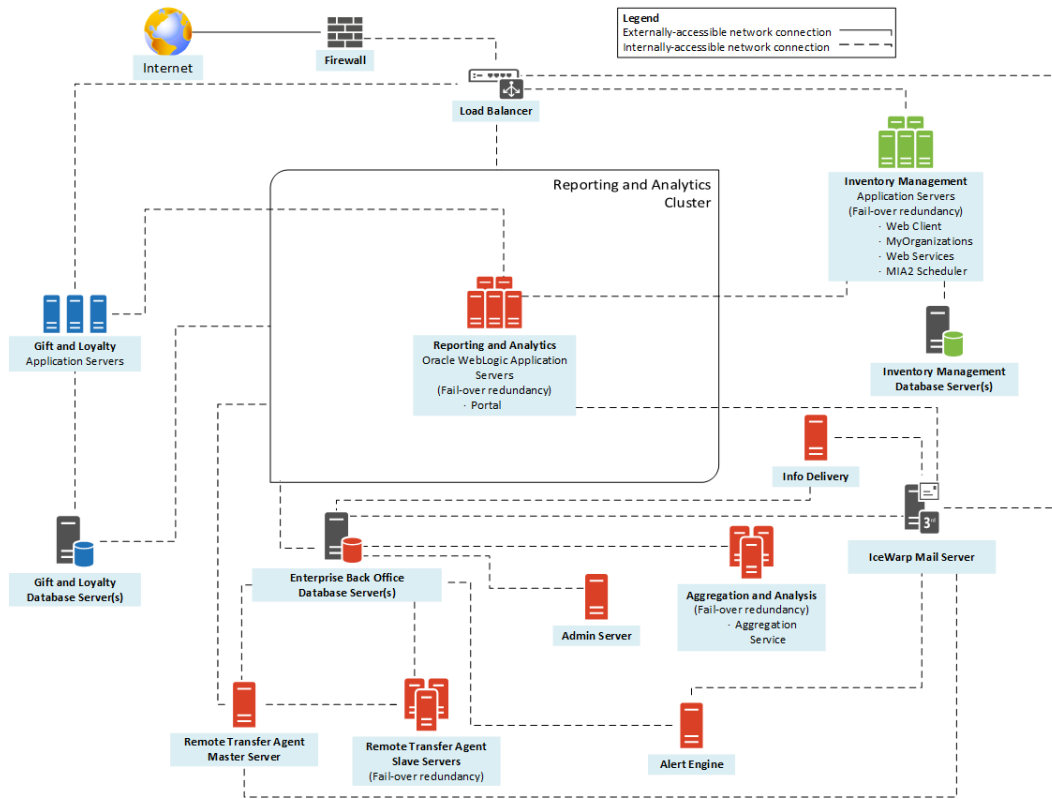 Legend
Externally-accessible network connection
Internally-accessible network connection
Internet
Firewall
Load Balancer
Reporting and Analytics
Cluster
Inventory Management
Application Servers
(Fail-over redundancy)
· Web Client
· MyOrganizations
· Web Services
· MIA2 Scheduler
Gift and Loyalty
Application Servers
Reporting and Analytics
Oracle WebLogic Application
Servers
(Fail-over redundancy)
· Portal
Inventory Management
Database Server(s)
Info Delivery
3rd
IceWarp Mail Server
Gift and Loyalty
Database Server(s)
Enterprise Back Office
Database Server(s)
Admin Server
Aggregation and Analysis
(Fail-over redundancy)
· Aggregation
Service
Remote Transfer Agent
Master Server
Remote Transfer Agent
Slave Servers
(Fail-over redundancy)
Alert Engine